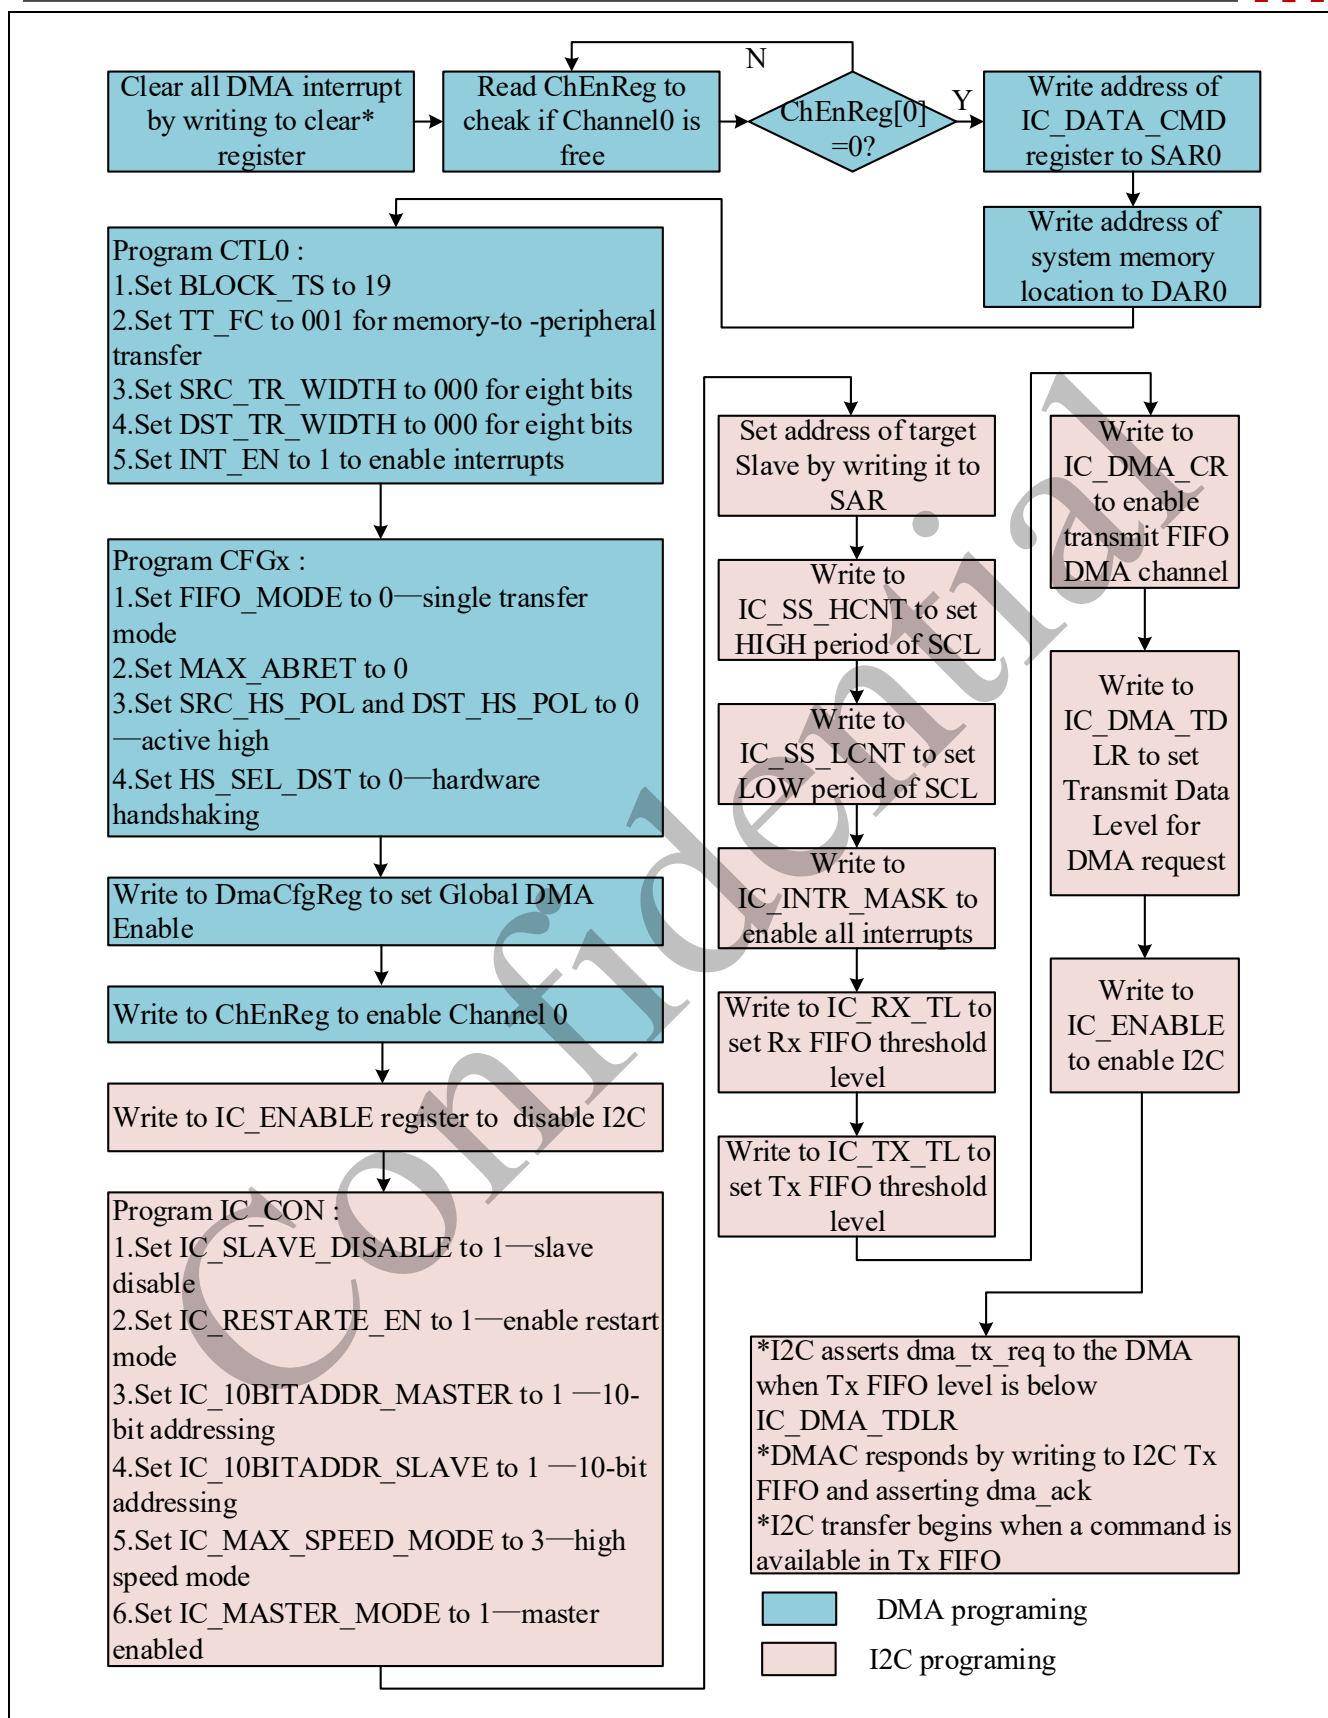 Clear all DMA interrupt
by writing to clear*
register
Read ChEnReg to
cheak if Channel0 is
free
N
ChEnReg[0]
=0?
Y
Write address of
IC_DATA_CMD
register to SAR0
Write address of
system memory
location to DAR0
Program CTL0 :
1.Set BLOCK_TS to 19
2.Set TT_FC to 001 for memory-to -peripheral
transfer
3.Set SRC_TR_WIDTH to 000 for eight bits
4.Set DST_TR_WIDTH to 000 for eight bits
5.Set INT_EN to 1 to enable interrupts
Program CFGx :
1.Set FIFO_MODE to 0—single transfer
mode
2.Set MAX_ABRET to 0
3.Set SRC_HS_POL and DST_HS_POL to 0
—active high
4.Set HS_SEL_DST to 0—hardware
handshaking
Write to DmaCfgReg to set Global DMA
Enable
Write to ChEnReg to enable Channel 0
Write to IC_ENABLE register to  disable I2C
Program IC_CON :
1.Set IC_SLAVE_DISABLE to 1—slave
disable
2.Set IC_RESTARTE_EN to 1—enable restart
mode
3.Set IC_10BITADDR_MASTER to 1 —10-
bit addressing
4.Set IC_10BITADDR_SLAVE to 1 —10-bit
addressing
5.Set IC_MAX_SPEED_MODE to 3—high
speed mode
6.Set IC_MASTER_MODE to 1—master
enabled
Set address of target
Slave by writing it to
SAR
Write to
IC_SS_HCNT to set
HIGH period of SCL
Write to
IC_SS_LCNT to set
LOW period of SCL
Write to
IC_INTR_MASK to
enable all interrupts
Write to IC_RX_TL to
set Rx FIFO threshold
level
Write to IC_TX_TL to
set Tx FIFO threshold
level
Write to
IC_DMA_CR
to enable
transmit FIFO
DMA channel
Write to
IC_DMA_TD
LR to set
Transmit Data
Level for
DMA request
Write to
IC_ENABLE
to enable I2C
*I2C asserts dma_tx_req to the DMA
when Tx FIFO level is below
IC_DMA_TDLR
*DMAC responds by writing to I2C Tx
FIFO and asserting dma_ack
*I2C transfer begins when a command is
available in Tx FIFO
DMA programing
I2C programing
Confidential